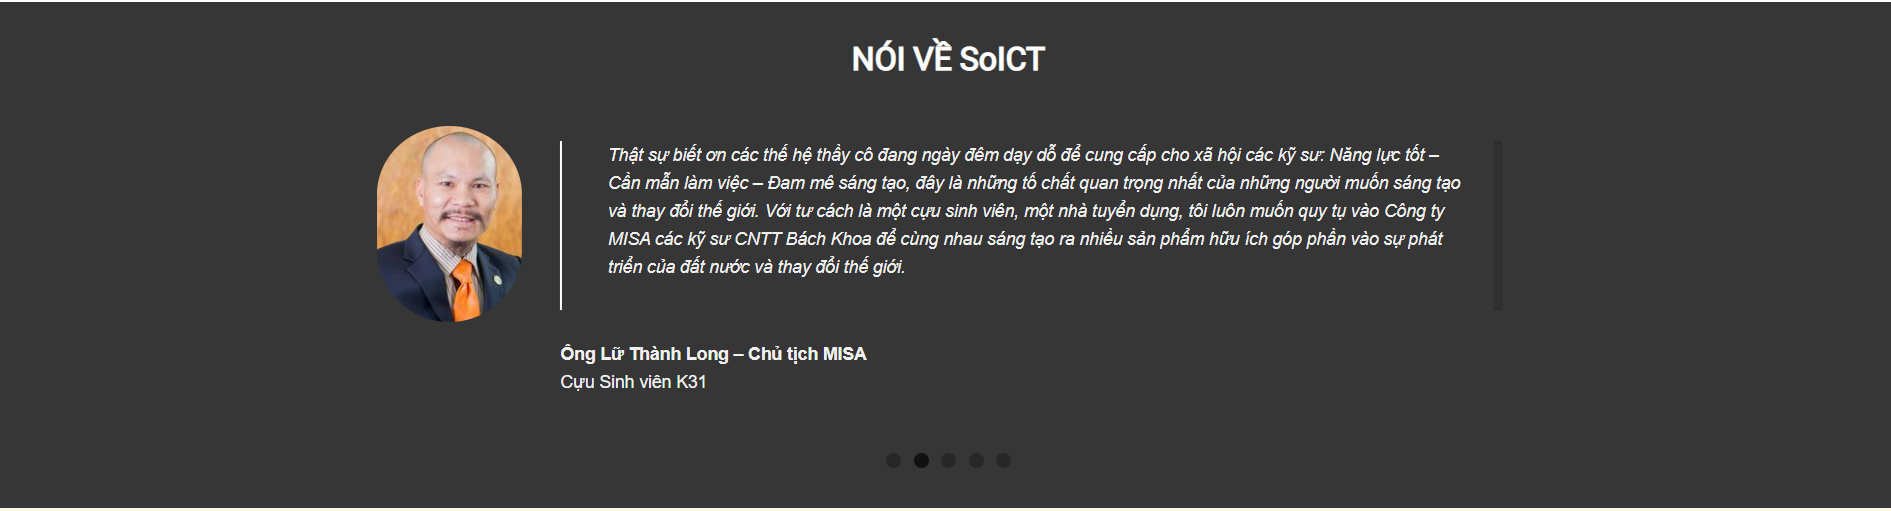 NÓI VỀ SoICT
Thật sự biết ơn các thế hệ thầy cô đang ngày đêm dạy dỗ để cung cấp cho xã hội các kỹ sư: Năng lực tốt –
Cần mẫn làm việc – Đam mê sáng tạo, đây là những tố chất quan trọng nhất của những người muốn sáng tạo
và thay đổi thế giới. Với tư cách là một cựu sinh viên, một nhà tuyển dụng, tôi luôn muốn quy tụ vào Công ty
MISA các kỹ sư CNTT Bách Khoa để cùng nhau sáng tạo ra nhiều sản phẩm hữu ích góp phần vào sự phát
triển của đất nước và thay đổi thế giới.
Ông Lữ Thành Long – Chủ tịch MISA
Cựu Sinh viên K31